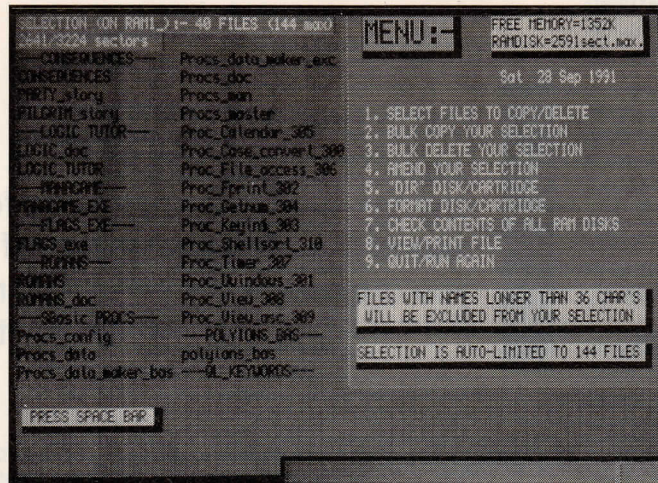 SELECTION (ON RAM1_):- 40 FILES (144 max)
2641/3224 sectors
---CONSEQUENCES---
CONSEQUENCES
PARTY_story
PILGRIM_story
---LOGIC TUTOR---
LOGIC_doc
LOGIC_TUTOR
---MANAGAME---
MANAGAME_EXE
---FLAGS_EXE---
FLAGS_exe
---ROMANS---
ROMANS
ROMANS_doc
---SBasic PROCS---
Procs_config
Procs_data
Procs_data_maker_bas
Procs_data_maker_exc
Procs_doc
Procs_man
Procs_master
Proc_Calendar_305
Proc_Case_convert_300
Proc_File_access_306
Proc_Fprint_302
Proc_Getnum_304
Proc_Keyin$_303
Proc_Shellsort_310
Proc_Timer_307
Proc_Uwindows_301
Proc_View_308
Proc_View_asc_309
---POLYIONS_BAS---
polyions_bas
---QL_KEYWORDS---
PRESS SPACE BAR
MENU:-
FREE MEMORY=1352K
RAMDISK=2591sect.max.
Sat 28 Sep 1991
1. SELECT FILES TO COPY/DELETE
2. BULK COPY YOUR SELECTION
3. BULK DELETE YOUR SELECTION
4. AMEND YOUR SELECTION
5. "DIR" DISK/CARTRIDGE
6. FORMAT DISK/CARTRIDGE
7. CHECK CONTENTS OF ALL RAM DISKS
8. VIEW/PRINT FILE
9. QUIT/RUN AGAIN
FILES WITH NAMES LONGER THAN 36 CHAR'S
WILL BE EXCLUDED FROM YOUR SELECTION
SELECTION IS AUTO-LIMITED TO 144 FILES